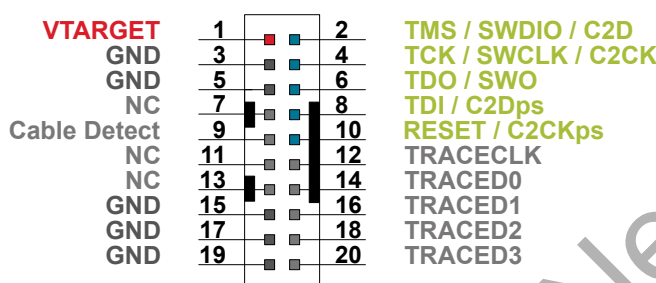 VTARGET 1 2 TMS / SWDIO / C2D
GND 3 4 TCK / SWCLK / C2CK
GND 5 6 TDO / SWO
NC 7 8 TDI / C2Dps
Cable Detect 9 10 RESET / C2CKps
NC 11 12 TRACECLK
NC 13 14 TRACED0
GND 15 16 TRACED1
GND 17 18 TRACED2
GND 19 20 TRACED3